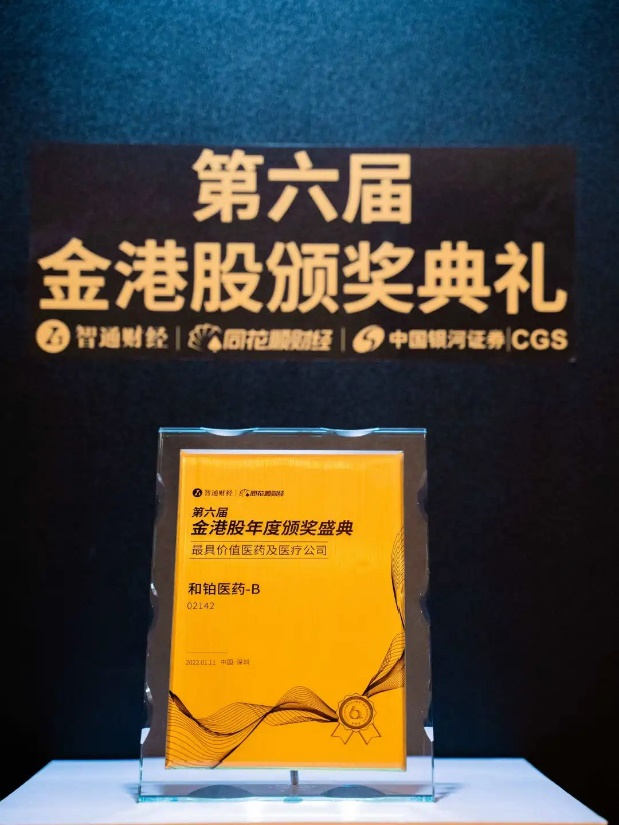 第六届
金港股颁奖典礼
智通财经 | 同花顺财经 | 中国银河证券|CGS
智通财经 | 同花顺财经
第六届
金港股年度颁奖盛典
最具价值医药及医疗公司
和铂医药-B
02142
2022.01.11 中国·深圳